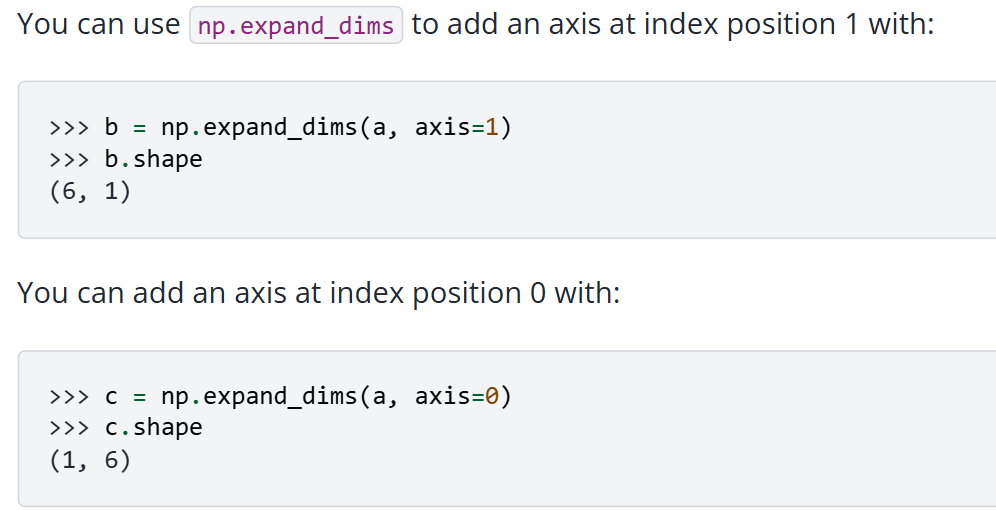 You can use np.expand_dims to add an axis at index position 1 with:
>>> b = np.expand_dims(a, axis=1)
>>> b.shape
(6, 1)
You can add an axis at index position 0 with:
>>> c = np.expand_dims(a, axis=0)
>>> c.shape
(1, 6)